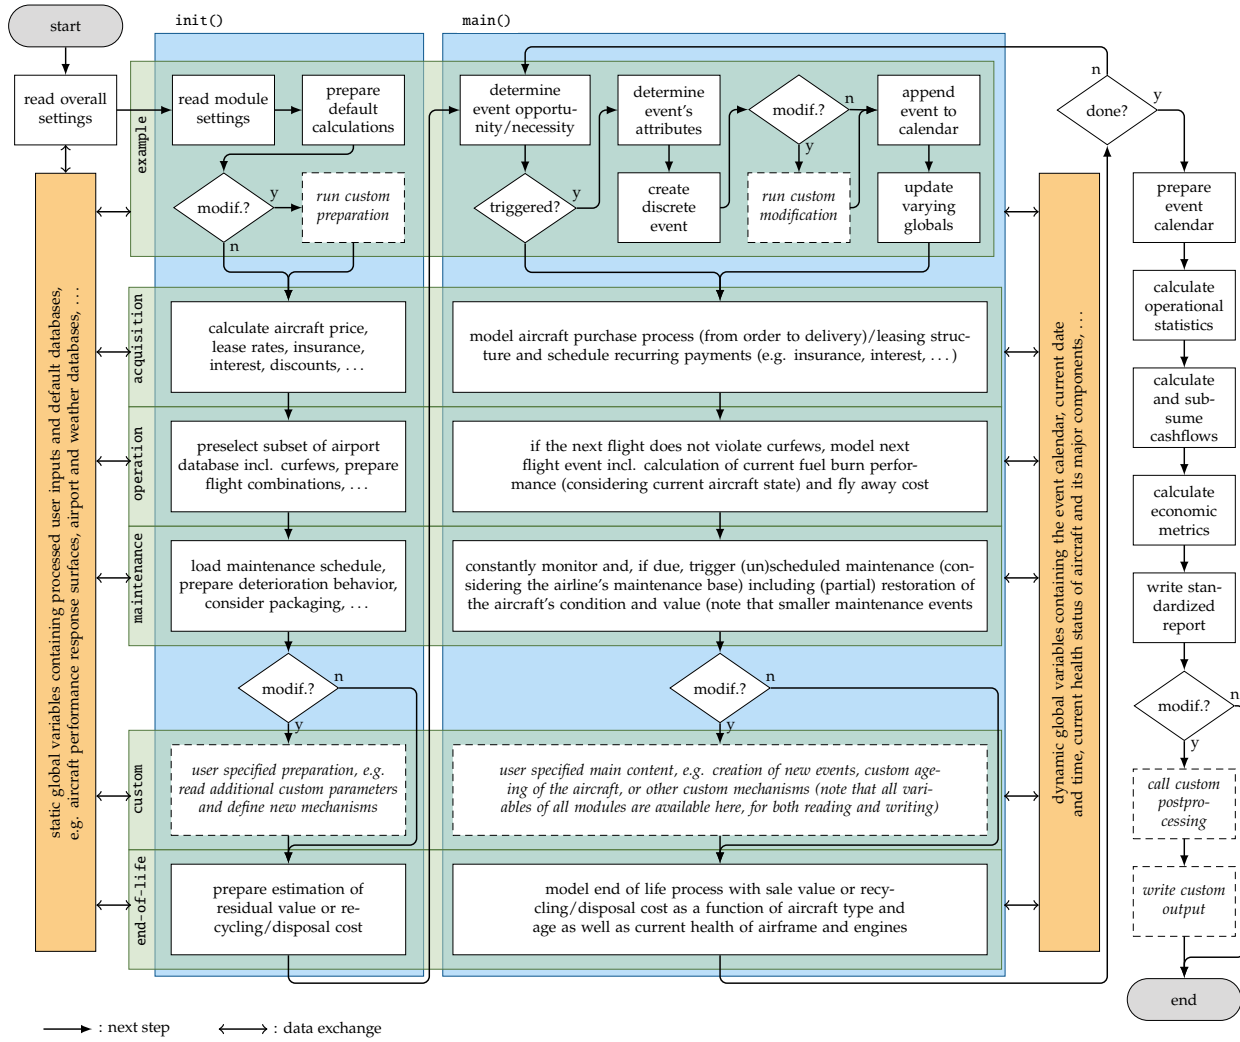 start
init()
main()
read overall
settings
example
read module
settings
prepare
default
calculations
modif.?
y
n
run custom
preparation
determine
event opportu-
nity/necessity
triggered?
y
n
determine
event's
attributes
create
discrete
event
modif.?
n
y
run custom
modification
append
event to
calendar
update
varying
globals
n
done?
y
static global variables containing processed user inputs and default databases,
e.g. aircraft performance response surfaces, airport and weather databases, . . .
dynamic global variables containing the event calendar, current date
and time, current health status of aircraft and its major components, . . .
acquisition
calculate aircraft price,
lease rates, insurance,
interest, discounts, . . .
model aircraft purchase process (from order to delivery)/leasing struc-
ture and schedule recurring payments (e.g. insurance, interest, . . . )
operation
preselect subset of airport
database incl. curfews, prepare
flight combinations, . . .
if the next flight does not violate curfews, model next
flight event incl. calculation of current fuel burn perfor-
mance (considering current aircraft state) and fly away cost
maintenance
load maintenance schedule,
prepare deterioration behavior,
consider packaging, . . .
constantly monitor and, if due, trigger (un)scheduled maintenance (con-
sidering the airline's maintenance base) including (partial) restoration of
the aircraft's condition and value (note that smaller maintenance events
modif.?
n
y
modif.?
n
y
custom
user specified preparation, e.g.
read additional custom parameters
and define new mechanisms
user specified main content, e.g. creation of new events, custom age-
ing of the aircraft, or other custom mechanisms (note that all vari-
ables of all modules are available here, for both reading and writing)
end-of-life
prepare estimation of
residual value or re-
cycling/disposal cost
model end of life process with sale value or recy-
cling/disposal cost as a function of aircraft type and
age as well as current health of airframe and engines
prepare
event
calendar
calculate
operational
statistics
calculate
and sub-
sume
cashflows
calculate
economic
metrics
write stan-
dardized
report
modif.?
n
y
call custom
postpro-
cessing
write custom
output
end
: next step
: data exchange